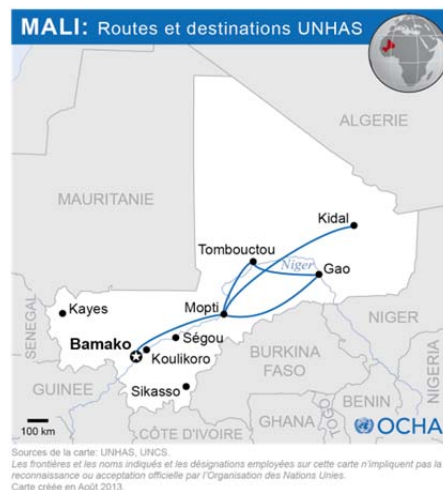 MALI: Routes et destinations UNHAS
ALGERIE
MAURITANIE
Kidal
Tombouctou
Niger
Gao
Kayes
Mopti
SENEGAL
NIGER
Bamako
Ségou
Koulikoro
BURKINA
FASO
GUINEE
Sikasso
BENIN
NIGERIA
TOGO
GHANA
CÔTE D'IVOIRE
100 km
OCHA
Sources de la carte: UNHAS, UNCS.
Les frontières et les noms indiqués et les désignations employées sur cette carte n'impliquent pas la
reconnaissance ou acceptation officielle par l'Organisation des Nations Unies.
Carte créée en Août 2013.